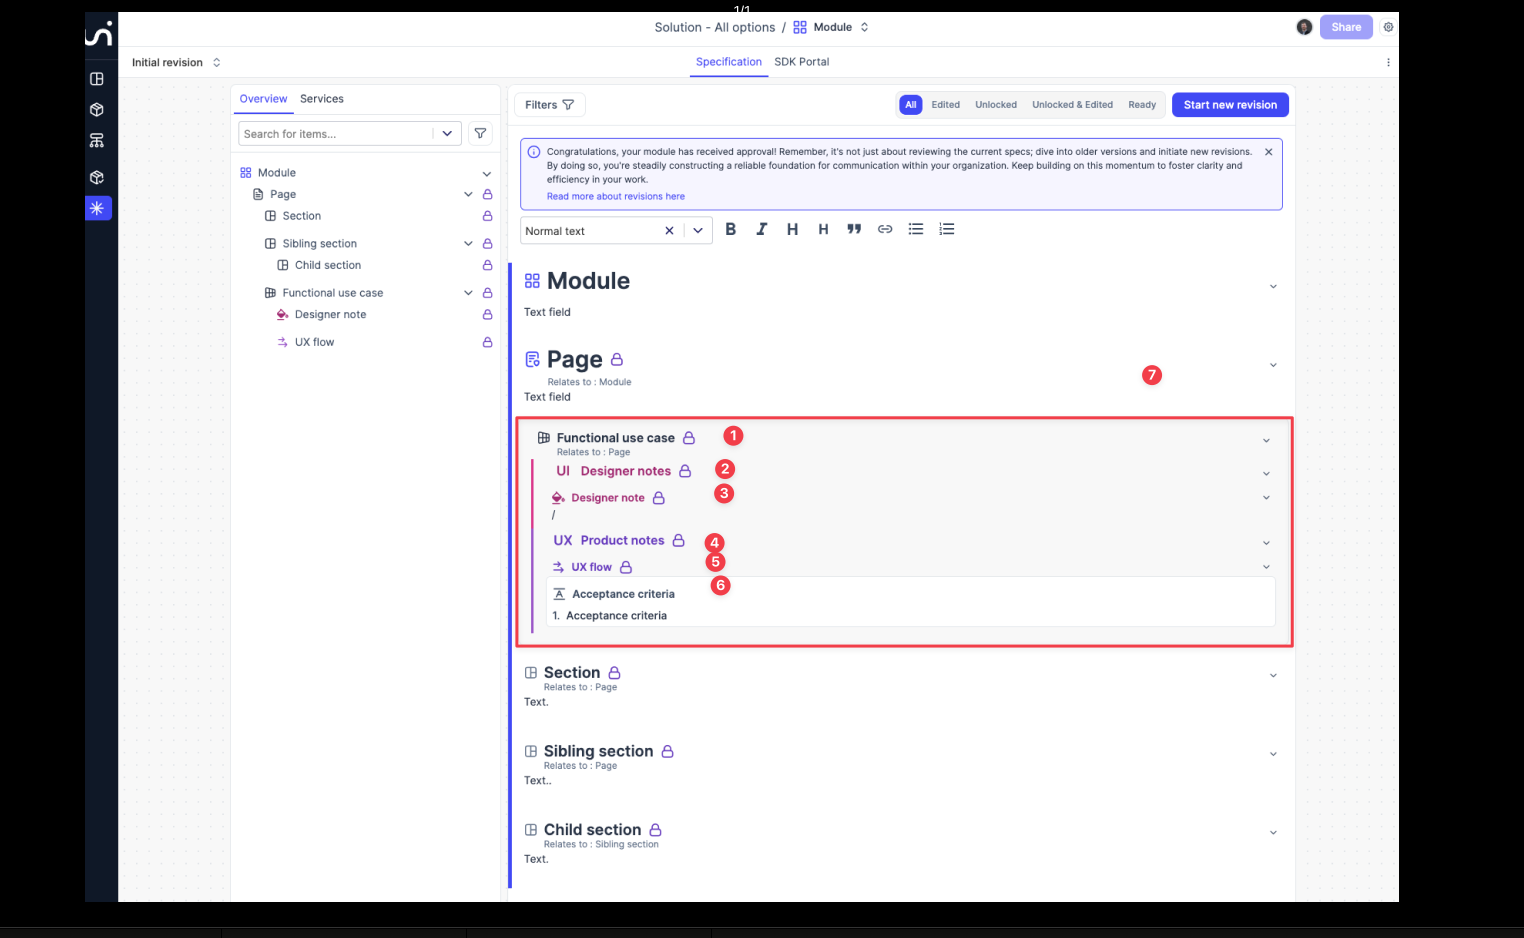 1/1
Solution - All options / Module
Share
Initial revision
Specification SDK Portal
Overview Services
Search for items...
Module
Page
Section
Sibling section
Child section
Functional use case
Designer note
UX flow
Filters
All Edited Unlocked Unlocked & Edited Ready
Start new revision
Congratulations, your module has received approval! Remember, it's not just about reviewing the current specs; dive into older versions and initiate new revisions.
By doing so, you're steadily constructing a reliable foundation for communication within your organization. Keep building on this momentum to foster clarity and
efficiency in your work.
Read more about revisions here
Normal text
B I H H
Module
Text field
Page
7
Relates to : Module
Text field
Functional use case 1
Relates to : Page
UI Designer notes 2
Designer note 3
/
UX Product notes 4
UX flow 5
6
Acceptance criteria
1. Acceptance criteria
Section
Relates to : Page
Text.
Sibling section
Relates to : Page
Text..
Child section
Relates to : Sibling section
Text.